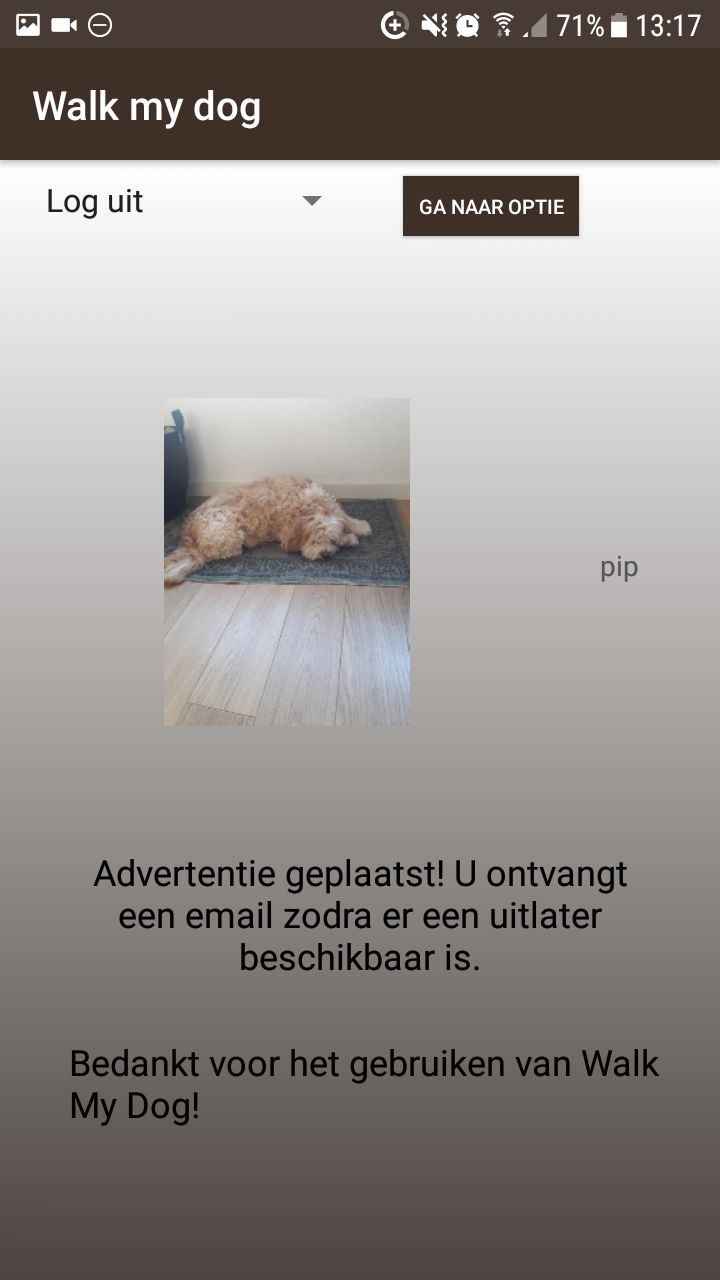 71% 13:17
Walk my dog
Log uit
GA NAAR OPTIE
pip
Advertentie geplaatst! U ontvangt
een email zodra er een uitlater
beschikbaar is.
Bedankt voor het gebruiken van Walk
My Dog!